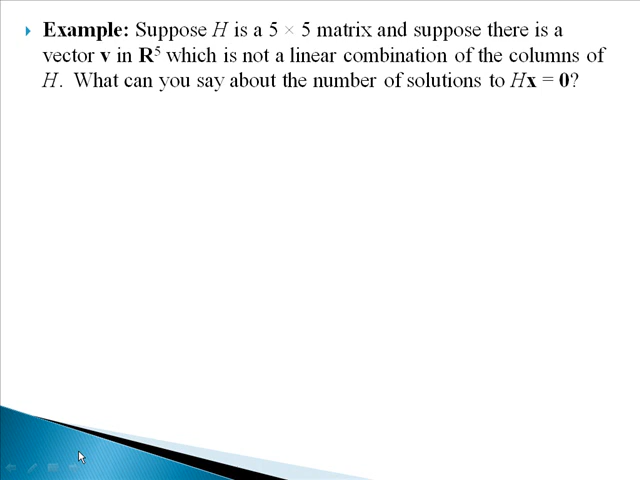 Example: Suppose H is a 5 × 5 matrix and suppose there is a
vector v in R⁵ which is not a linear combination of the columns of
H. What can you say about the number of solutions to Hx = 0?